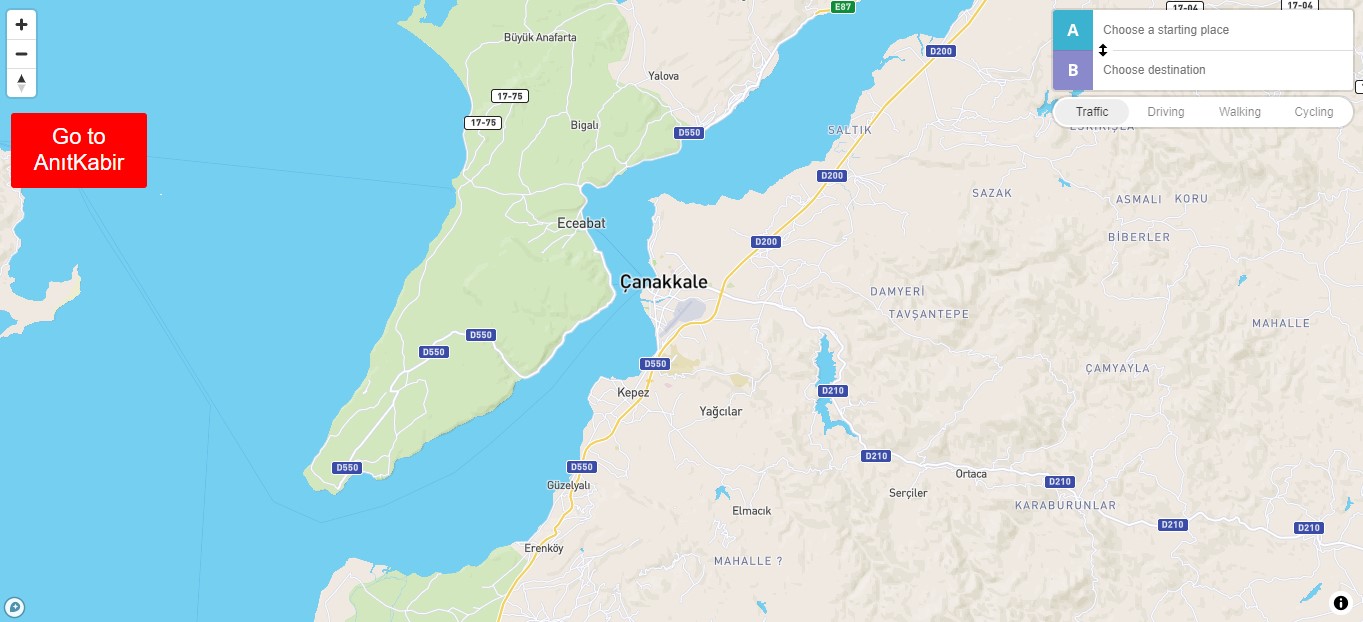 Go to
AnıtKabir
A
Choose a starting place
B
Choose destination
Traffic
Driving
Walking
Cycling
17-04
17-04
E87
Büyük Anafarta
D200
Yalova
17-75
17-75
Bigalı
D550
SALTIK
D200
SAZAK
ASMALI KORU
Eceabat
BİBERLER
D200
Çanakkale
DAMYERİ
TAVŞANTEPE
MAHALLE
D550
D550
D550
ÇAMYAYLA
Kepez
D210
Yağcılar
D550
D550
D210
Güzelyalı
Ortaca
D210
Serçiler
KARABURUNLAR
Elmacık
D210
D210
Erenköy
MAHALLE ?